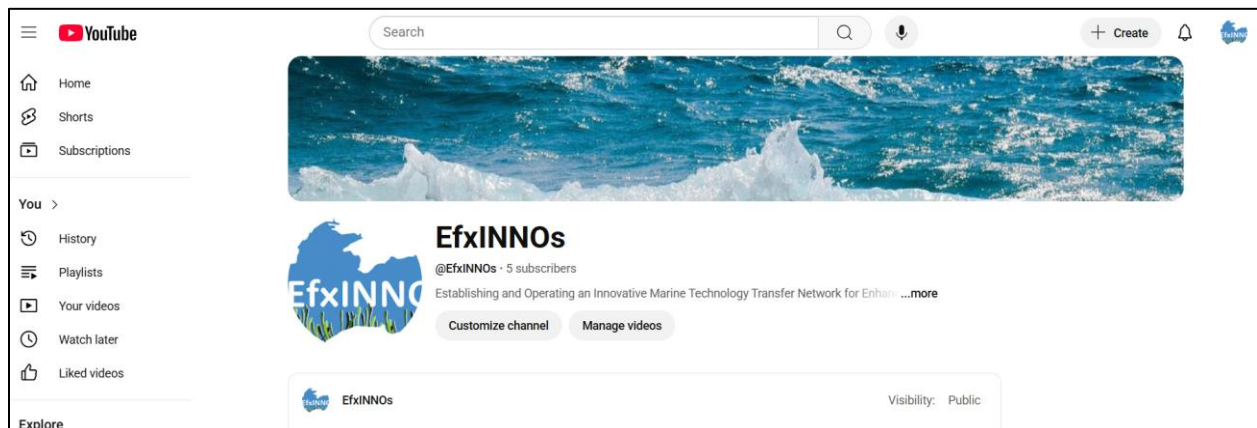 YouTube
Search
Create
Home
Shorts
Subscriptions
You
History
Playlists
Your videos
Watch later
Liked videos
Explore
EfxINNOs
@EfxINNOs · 5 subscribers
Establishing and Operating an Innovative Marine Technology Transfer Network for Enhan ...more
Customize channel Manage videos
EfxINNO
EfxINNOs Visibility: Public